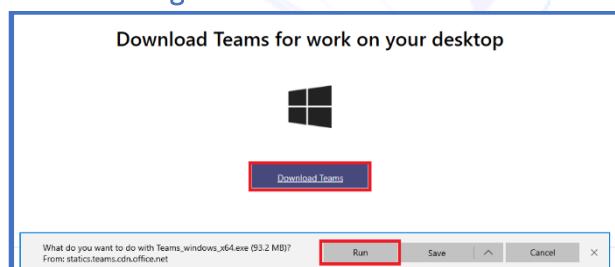 Download Teams for work on your desktop
Download Teams
What do you want to do with Teams_windows_x64.exe (93.2 MB)?
From: statics.teams.cdn.office.net
Run
Save
Cancel